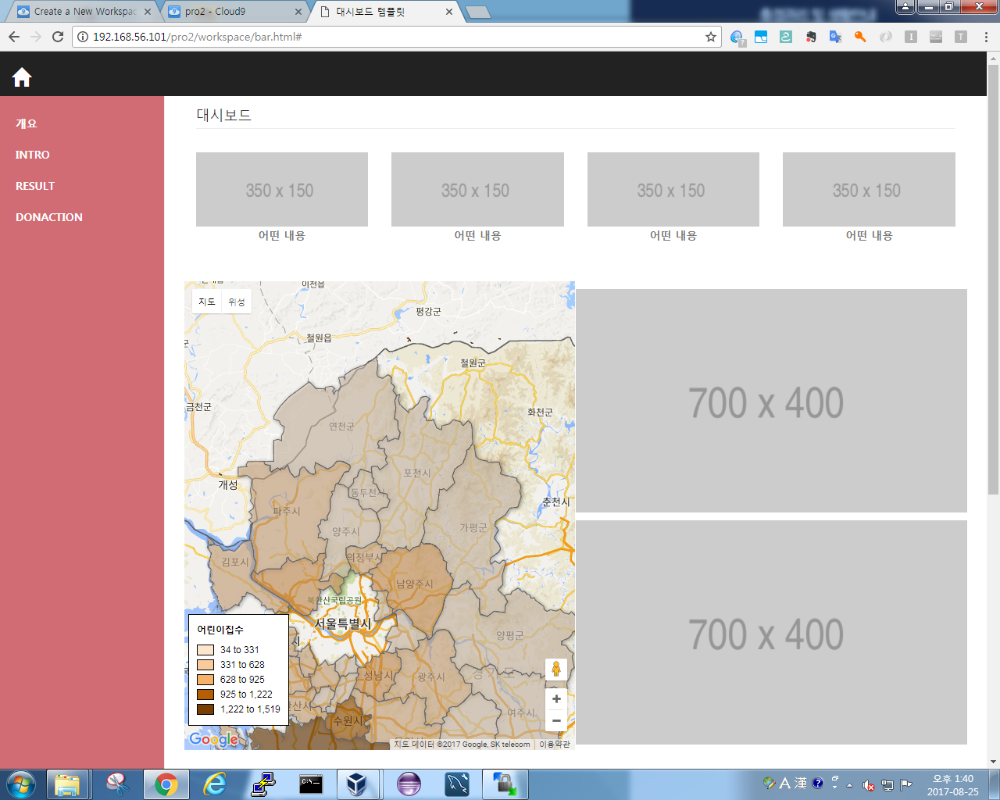 Create a New Workspac
pro2 - Cloud9
대시보드 템플릿
192.168.56.101/pro2/workspace/bar.html#
개요
INTRO
RESULT
DONACTION
대시보드
350 x 150
350 x 150
350 x 150
350 x 150
어떤 내용
어떤 내용
어떤 내용
어떤 내용
이천읍
지도
위성
평강군
철원읍
철원군
금천군
화천군
연천군
포천시
개성
동두천시
춘천시
파주시
양주시
가평군
김포시
의정부시
남양주시
북한산국립공원
서울특별시
양평군
성남시
광주시
경기도
여주시
수원시
어린이집수
34 to 331
331 to 628
628 to 925
925 to 1,222
1,222 to 1,519
Google
지도 데이터 ©2017 Google, SK telecom
이용약관
700 x 400
700 x 400
A 漢
오후 1:40
2017-08-25